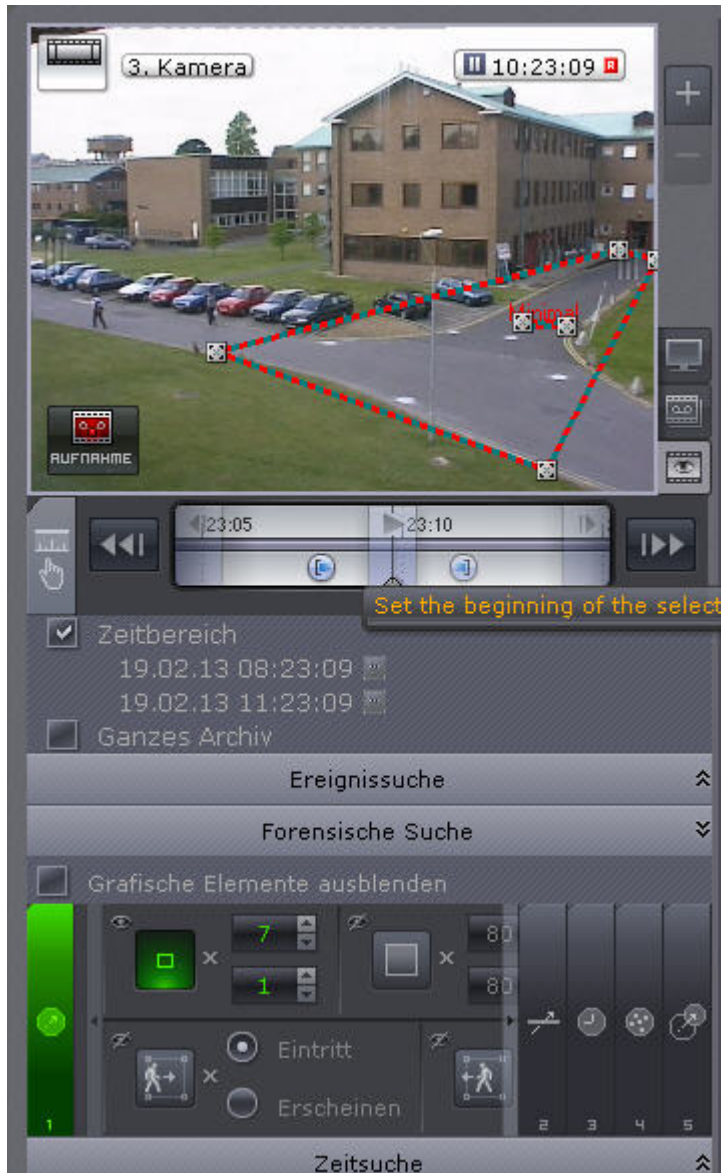 3. Kamera
10:23:09 R
Minimal
AUFNAHME
23:05
23:10
Set the beginning of the select
Zeitbereich
19.02.13 08:23:09
19.02.13 11:23:09
Ganzes Archiv
Ereignissuche
Forensische Suche
Grafische Elemente ausblenden
7
80
1
80
Eintritt
Erscheinen
1
2
3
4
5
Zeitsuche